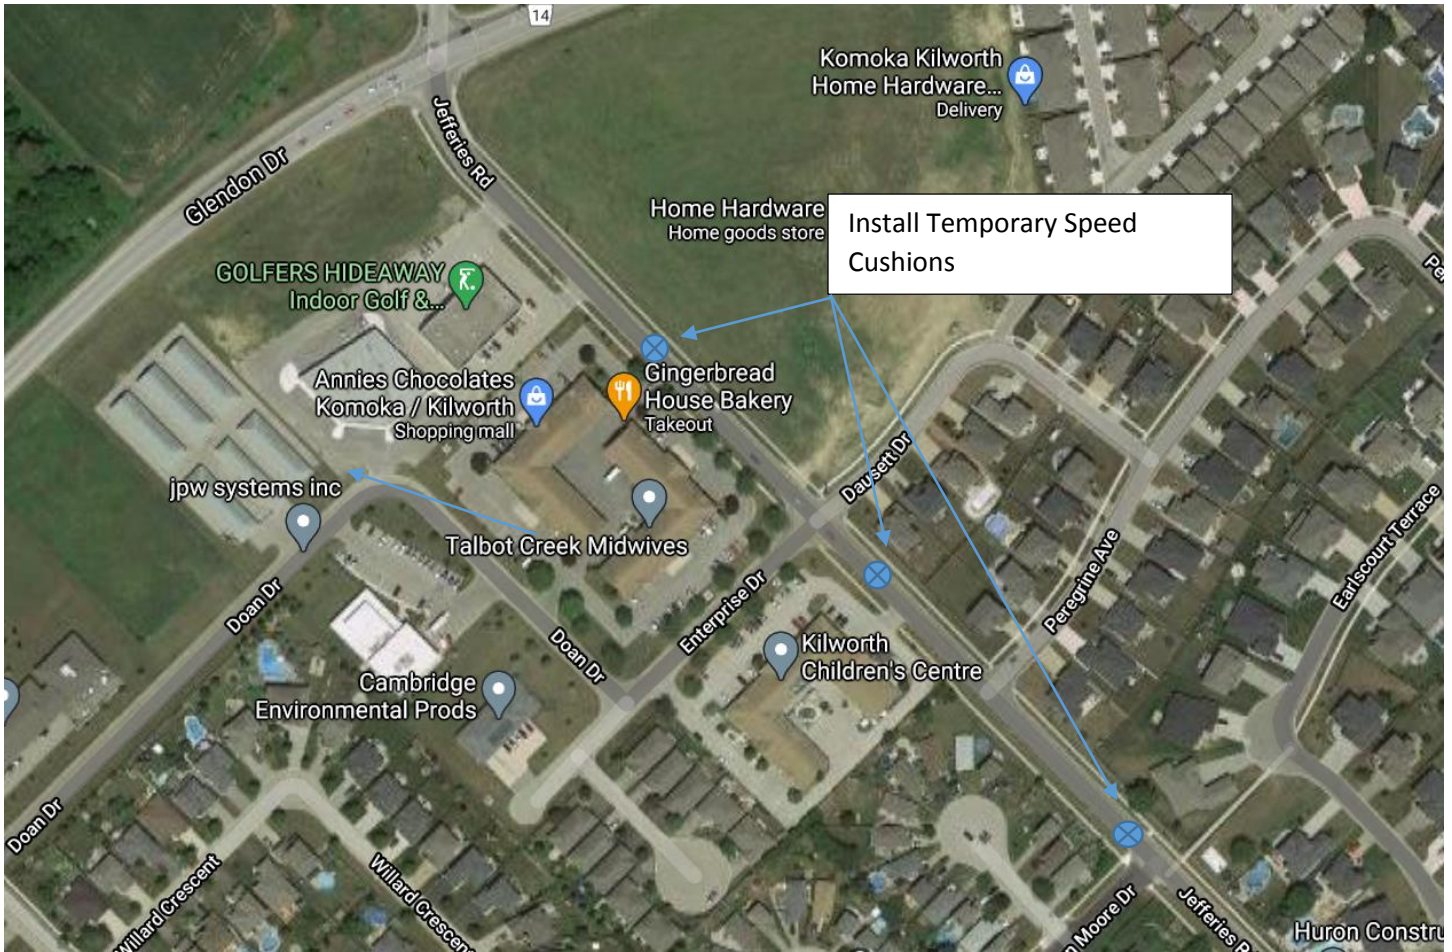 14
Komoka Kilworth
Home Hardware...
Delivery
Jefferies Rd
Glendon Dr
Home Hardware
Home goods store
Install Temporary Speed
Cushions
GOLFERS HIDEAWAY
Indoor Golf &...
Annies Chocolates
Komoka / Kilworth
Shopping mall
Gingerbread
House Bakery
Takeout
Dausett Dr
jpw systems inc
Talbot Creek Midwives
Earlscourt Terrace
Peregrine Ave
Enterprise Dr
Doan Dr
Doan Dr
Kilworth
Children's Centre
Cambridge
Environmental Prods
Doan Dr
Willard Crescent
Willard Crescent
Moore Dr
Jefferies R
Huron Constru